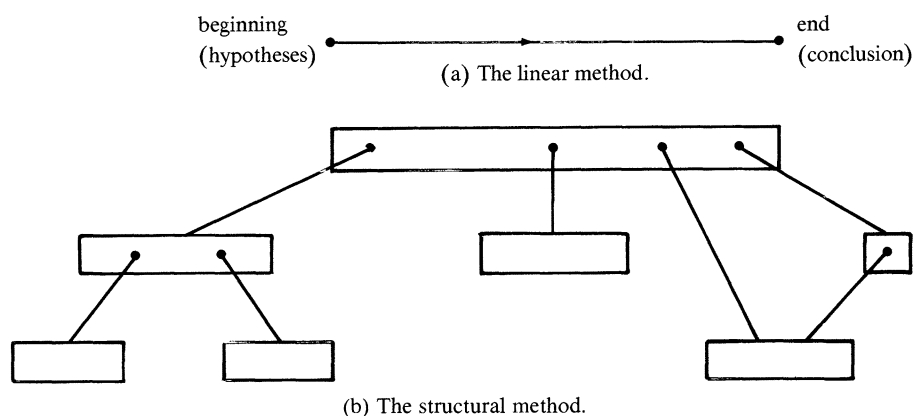 beginning
(hypotheses)
end
(conclusion)
(a) The linear method.
(b) The structural method.